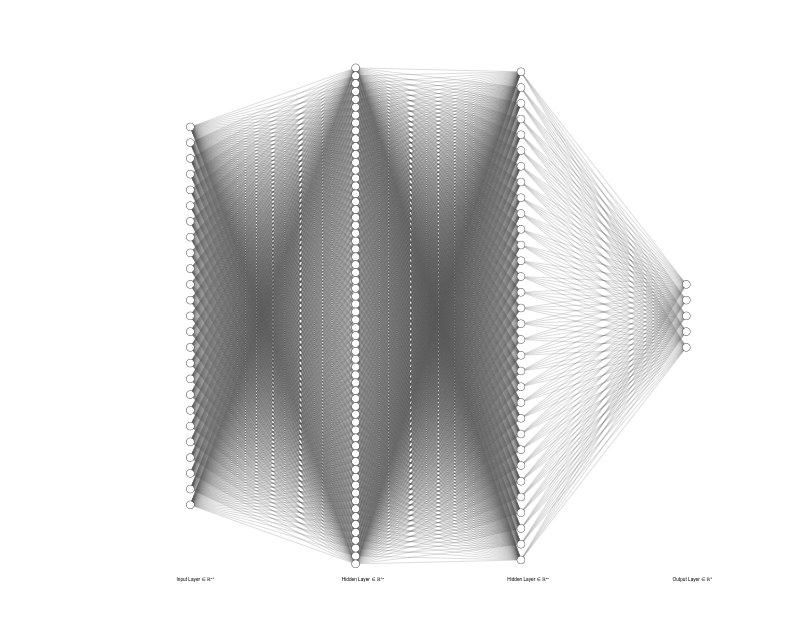 Input Layer ∈ ℝ
Hidden Layer ∈ ℝ
Hidden Layer ∈ ℝ
Output Layer ∈ ℝ